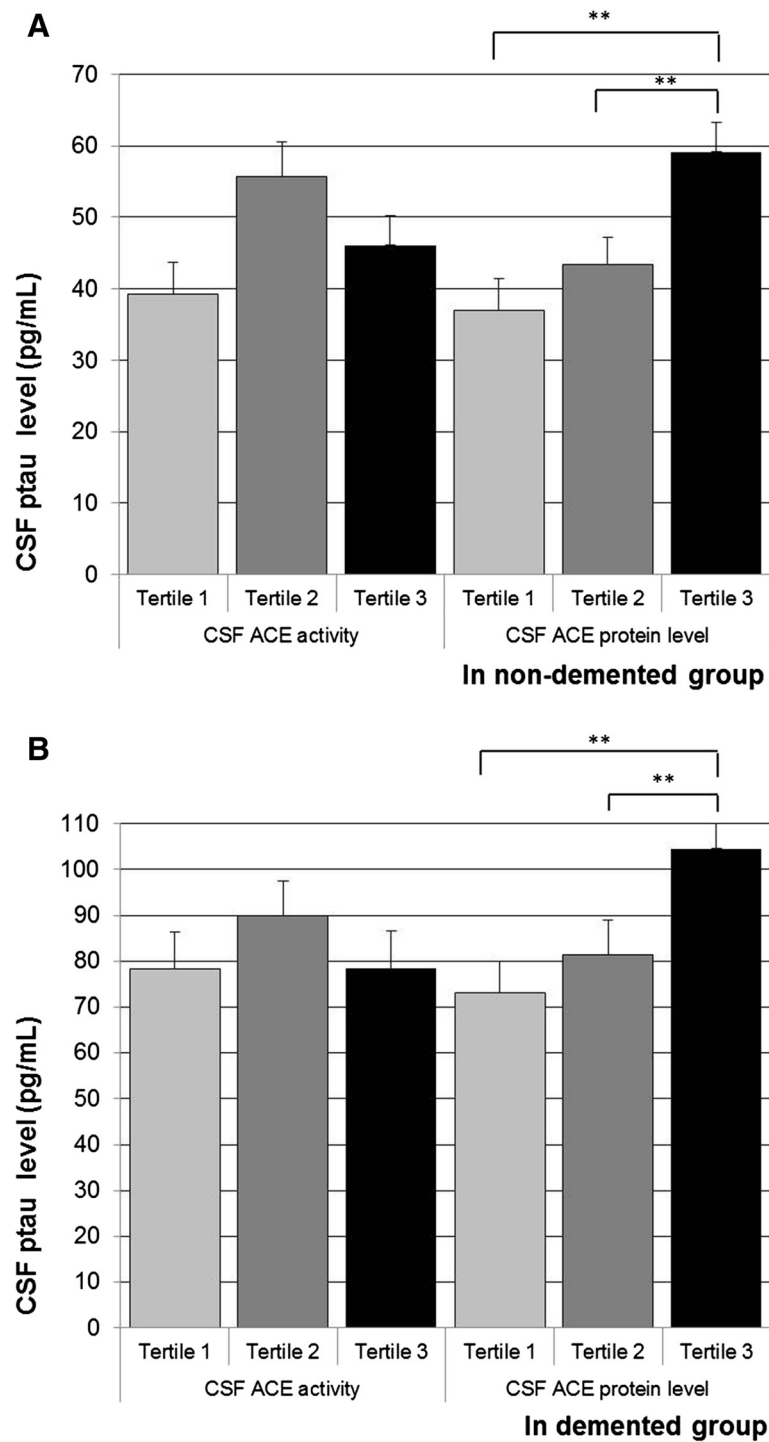 A
**
**
70
60
50
40
30
20
10
0
CSF ptau level (pg/mL)
Tertile 1 Tertile 2 Tertile 3 Tertile 1 Tertile 2 Tertile 3
CSF ACE activity CSF ACE protein level
In non-demented group
B
**
**
110
100
90
80
70
60
50
40
30
20
10
0
CSF ptau level (pg/mL)
Tertile 1 Tertile 2 Tertile 3 Tertile 1 Tertile 2 Tertile 3
CSF ACE activity CSF ACE protein level
In demented group